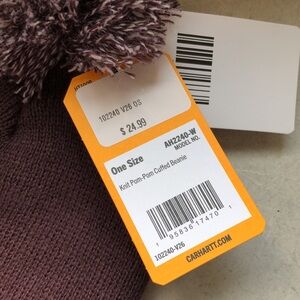 102240 V26 OS
$ 24.99
One Size
AH2240-W
MODEL NO.
Knit Pom-Pom Cuffed Beanie
1 95836 17470 1
102240-V26
CARHARTT.COM